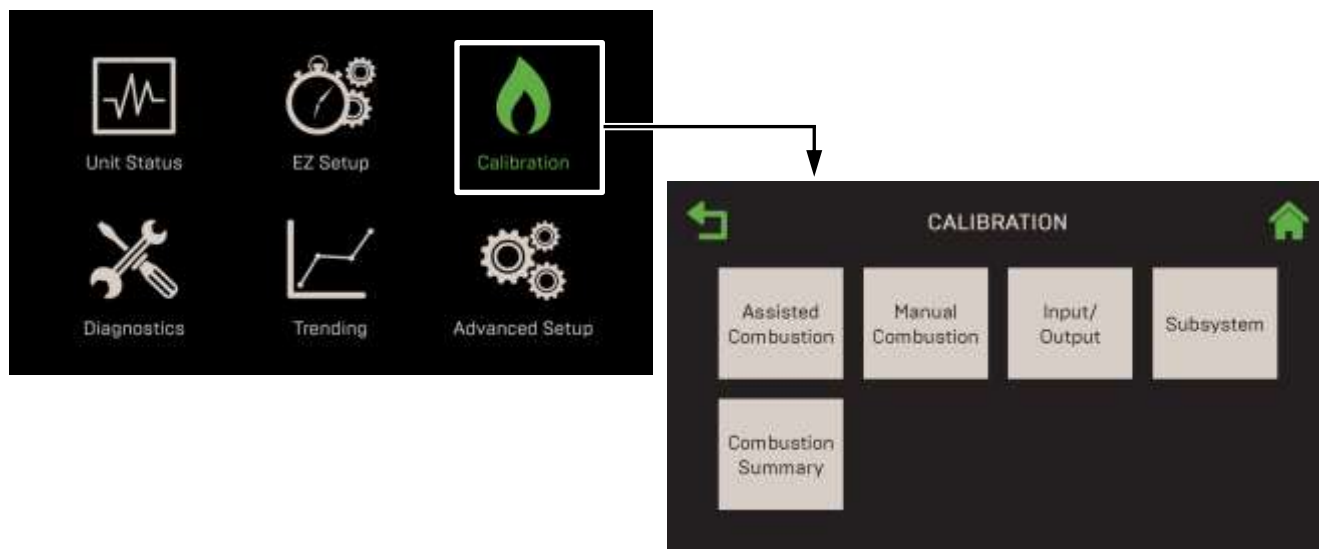 Unit Status
EZ Setup
Calibration
Diagnostics
Trending
Advanced Setup
CALIBRATION
Assisted
Combustion
Manual
Combustion
Input/
Output
Subsystem
Combustion
Summary